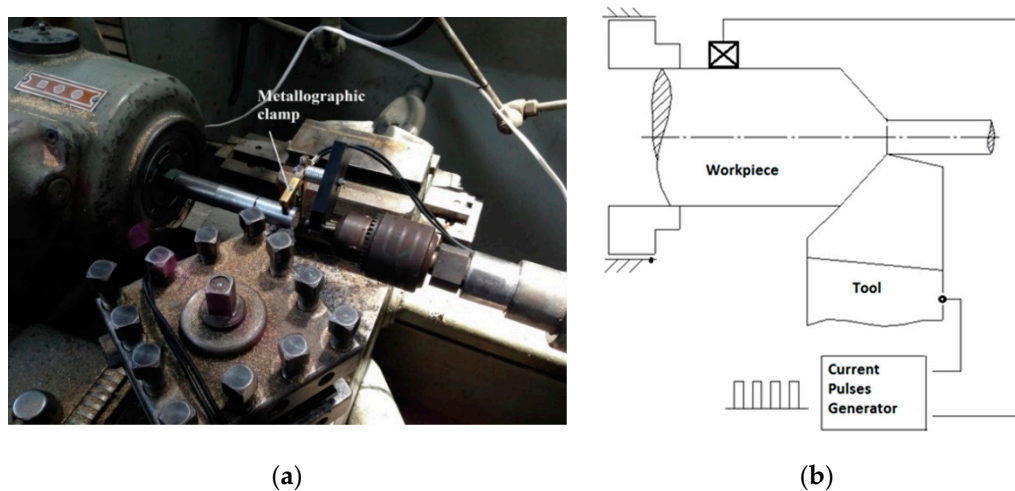 Metallographic
clamp
Workpiece
Tool
Current
Pulses
Generator
(a)
(b)